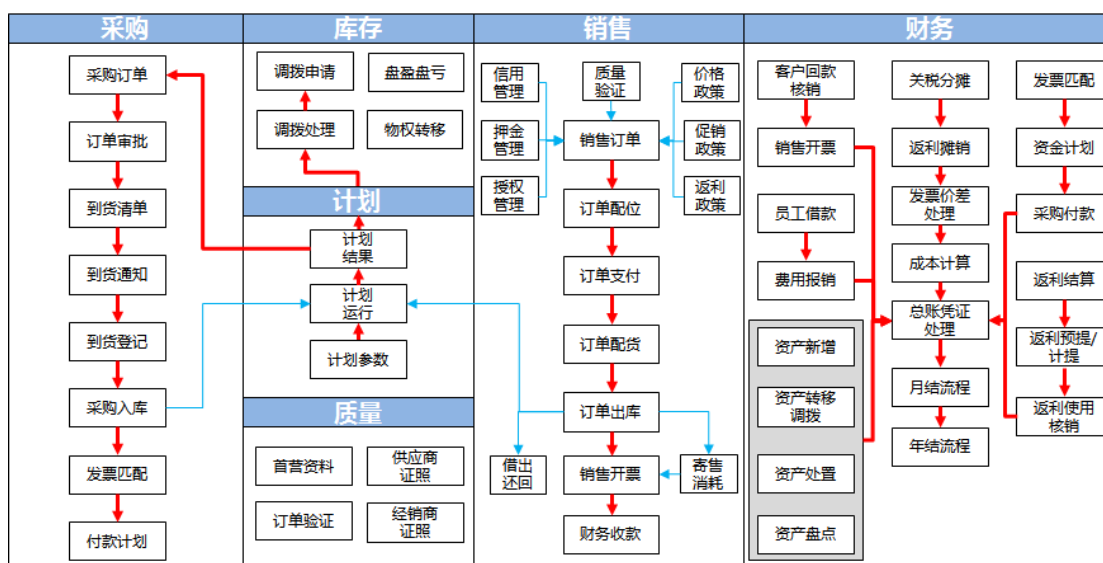 采购
采购订单
订单审批
到货清单
到货通知
到货登记
采购入库
发票匹配
付款计划
库存
调拨申请
盘盈盘亏
调拨处理
物权转移
计划
计划
结果
计划
运行
计划参数
质量
首营资料
供应商
证照
订单验证
经销商
证照
销售
信用
管理
质量
验证
价格
政策
押金
管理
销售订单
促销
政策
授权
管理
订单配位
返利
政策
订单支付
订单配货
订单出库
借出
还回
销售开票
寄售
消耗
财务收款
财务
客户回款
核销
销售开票
员工借款
费用报销
资产新增
资产转移
调拨
资产处置
资产盘点
关税分摊
返利摊销
发票价差
处理
成本计算
总账凭证
处理
月结流程
年结流程
发票匹配
资金计划
采购付款
返利结算
返利预提/
计提
返利使用
核销